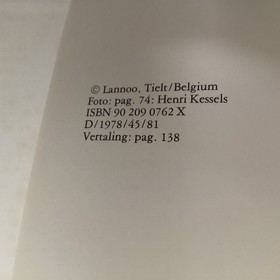 © Lannoo, Tielt/Belgium
Foto: pag. 74: Henri Kessels
ISBN 90 209 0762 X
D/1978/45/81
Vertaling: pag. 138